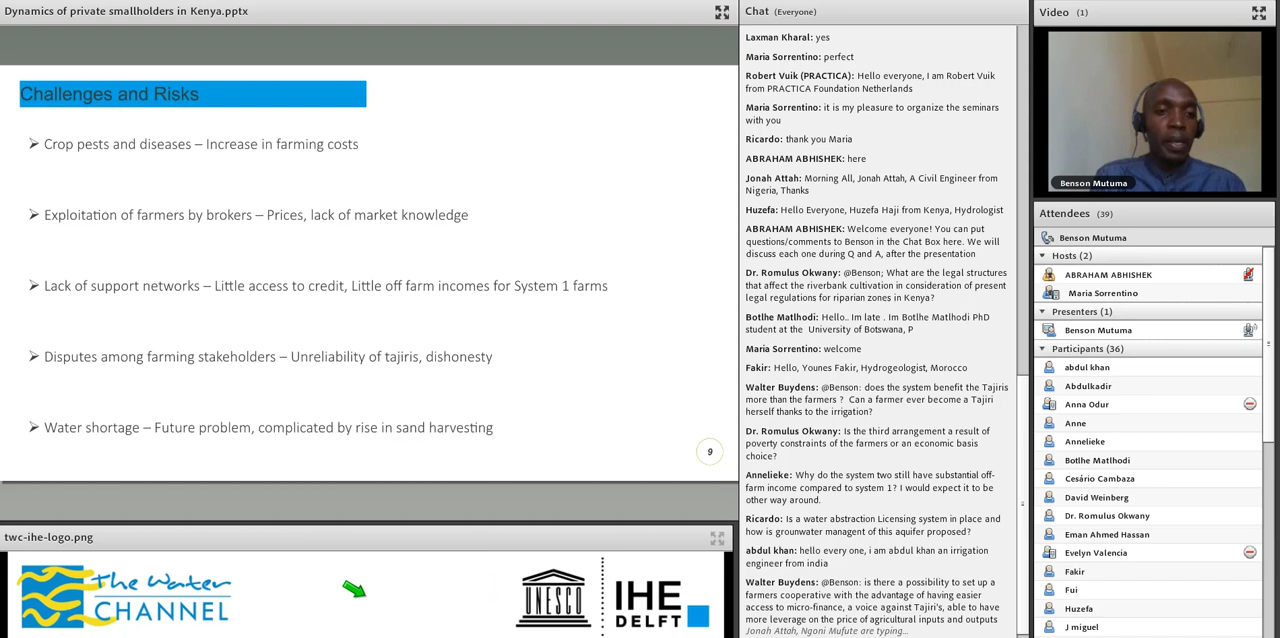 Dynamics of private smallholders in Kenya.pptx
Challenges and Risks
➢ Crop pests and diseases – Increase in farming costs
➢ Exploitation of farmers by brokers – Prices, lack of market knowledge
➢ Lack of support networks – Little access to credit, Little off farm incomes for System 1 farms
➢ Disputes among farming stakeholders – Unreliability of tajiris, dishonesty
➢ Water shortage – Future problem, complicated by rise in sand harvesting
9
twc-ihe-logo.png
The Water
CHANNEL
UNESCO
IHE
DELFT
Chat (Everyone)
Laxman Kharal: yes
Maria Sorrentino: perfect
Robert Vuik (PRACTICA): Hello everyone, I am Robert Vuik
from PRACTICA Foundation Netherlands
Maria Sorrentino: it is my pleasure to organize the seminars
with you
Ricardo: thank you Maria
ABRAHAM ABHISHEK: here
Jonah Attah: Morning All, Jonah Attah, A Civil Engineer from
Nigeria, Thanks
Huzefa: Hello Everyone, Huzefa Haji from Kenya, Hydrologist
ABRAHAM ABHISHEK: Welcome everyone! You can put
questions/comments to Benson in the Chat Box here. We will
discuss each one during Q and A, after the presentation
Dr. Romulus Okwany: @Benson; What are the legal structures
that affect the riverbank cultivation in consideration of present
legal regulations for riparian zones in Kenya?
Botlhe Matlhodi: Hello.. Im late . Im Botlhe Matlhodi PhD
student at the University of Botswana, P
Maria Sorrentino: welcome
Fakir: Hello, Younes Fakir, Hydrogeologist, Morocco
Walter Buydens: @Benson: does the system benefit the Tajiris
more than the farmers ? Can a farmer ever become a Tajiri
herself thanks to the irrigation?
Dr. Romulus Okwany: Is the third arrangement a result of
poverty constraints of the farmers or an economic basis
choice?
Annelieke: Why do the system two still have substantial off-
farm income compared to system 1? I would expect it to be
other way around.
Ricardo: Is a water abstraction Licensing system in place and
how is grounwater managent of this aquifer proposed?
abdul khan: hello every one, i am abdul khan an irrigation
engineer from india
Walter Buydens: @Benson: is there a possibility to set up a
farmers cooperative with the advantage of having easier
access to micro-finance, a voice against Tajiri's, able to have
more leverage on the price of agricultural inputs and outputs
Jonah Attah, Ngoni Mufute are typing...
Video (1)
Benson Mutuma
Attendees (39)
Benson Mutuma
Hosts (2)
ABRAHAM ABHISHEK
Maria Sorrentino
Presenters (1)
Benson Mutuma
Participants (36)
abdul khan
Abdulkadir
Anna Odur
Anne
Annelieke
Botlhe Matlhodi
Cesário Cambaza
David Weinberg
Dr. Romulus Okwany
Eman Ahmed Hassan
Evelyn Valencia
Fakir
Fui
Huzefa
J miguel